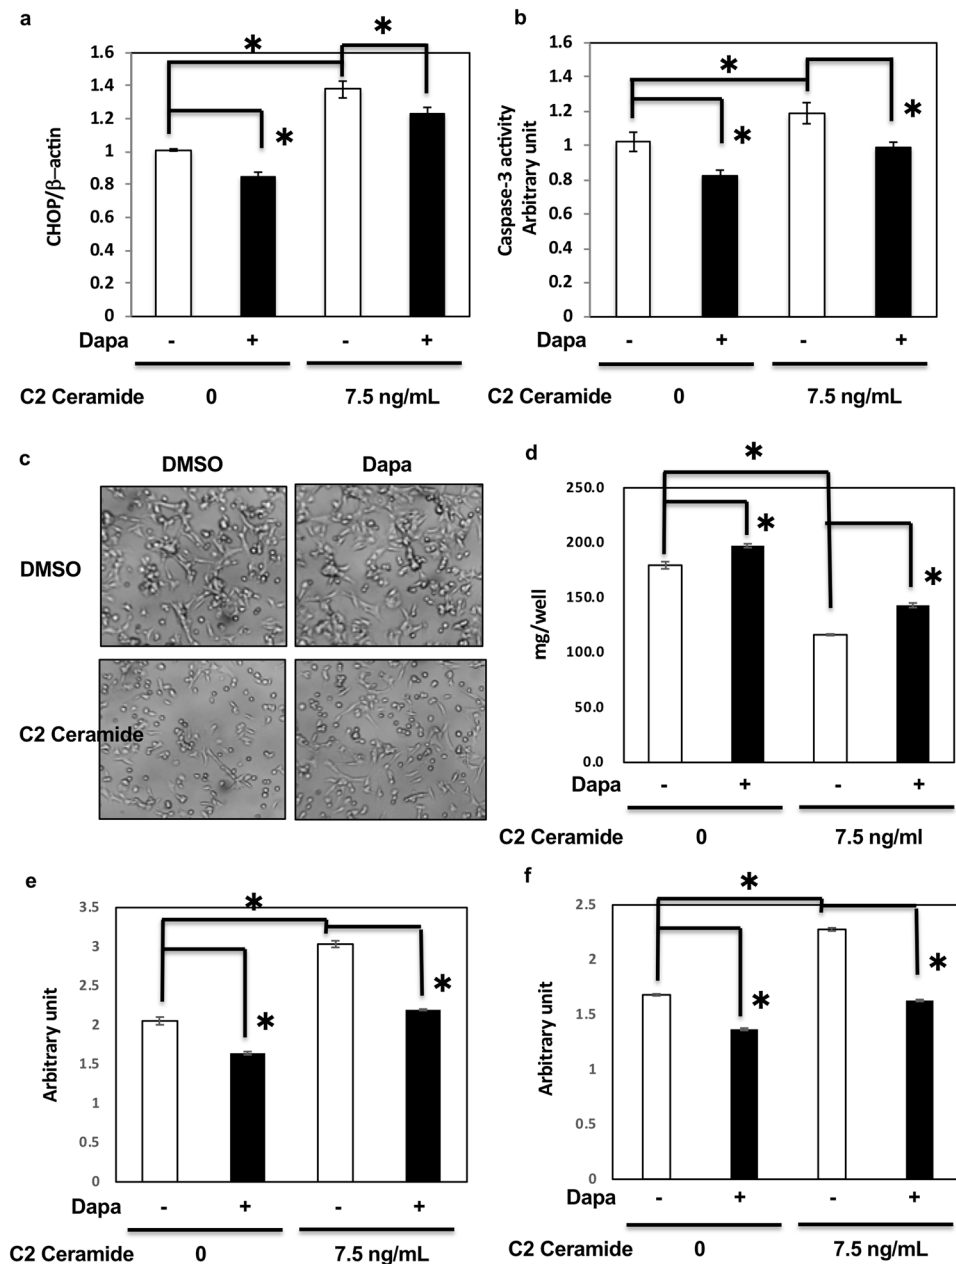 a
*
*
1.6
1.4
1.2
1
0.8
0.6
0.4
0.2
0
*
CHOP/β–actin
Dapa - + - +
C2 Ceramide 0 7.5 ng/mL
b
1.6
1.4
1.2
1
0.8
0.6
0.4
0.2
0
*
*
*
Caspase-3 activity
Arbitrary unit
Dapa - + - +
C2 Ceramide 0 7.5 ng/mL
c
DMSO Dapa
DMSO
C2 Ceramide
d
*
250.0
200.0
150.0
100.0
50.0
0.0
*
*
mg/well
Dapa - + - +
C2 Ceramide 0 7.5 ng/ml
e
*
3.5
3
2.5
2
1.5
1
0.5
0
*
*
Arbitrary unit
Dapa - + - +
C2 Ceramide 0 7.5 ng/mL
f
*
2.5
2
1.5
1
0.5
0
*
*
Arbitrary unit
Dapa - + - +
C2 Ceramide 0 7.5 ng/mL